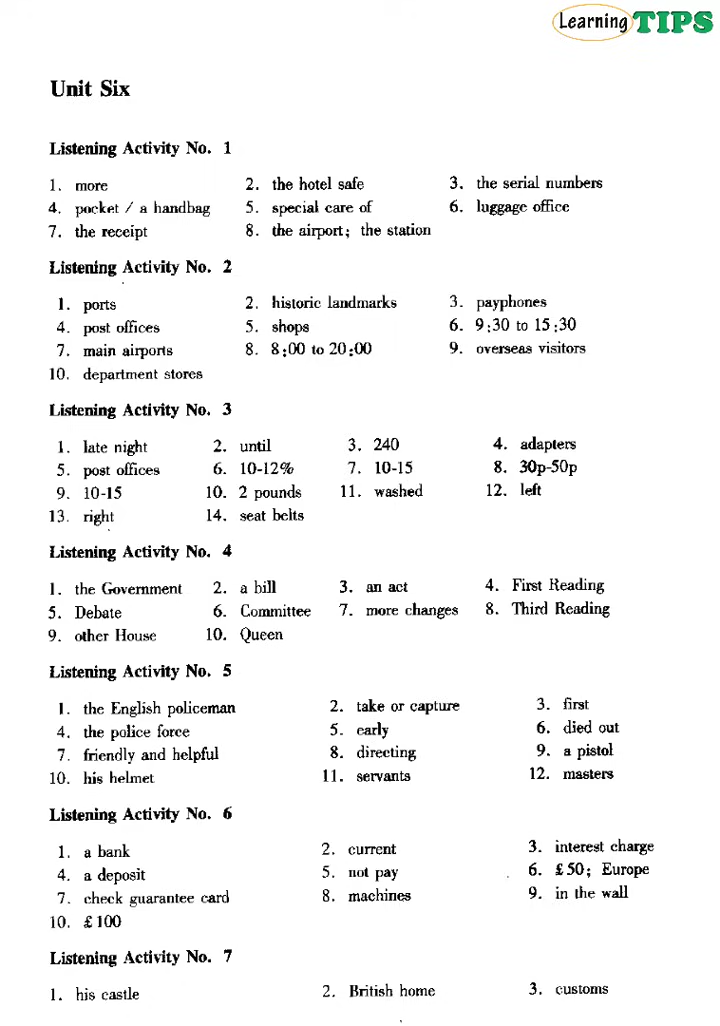 Learning TIPS
Unit Six
Listening Activity No. 1
1. more 2. the hotel safe 3. the serial numbers
4. pocket / a handbag 5. special care of 6. luggage office
7. the receipt 8. the airport; the station
Listening Activity No. 2
1. ports 2. historic landmarks 3. payphones
4. post offices 5. shops 6. 9:30 to 15:30
7. main airports 8. 8:00 to 20:00 9. overseas visitors
10. department stores
Listening Activity No. 3
1. late night 2. until 3. 240 4. adapters
5. post offices 6. 10-12% 7. 10-15 8. 30p-50p
9. 10-15 10. 2 pounds 11. washed 12. left
13. right 14. seat belts
Listening Activity No. 4
1. the Government 2. a bill 3. an act 4. First Reading
5. Debate 6. Committee 7. more changes 8. Third Reading
9. other House 10. Queen
Listening Activity No. 5
1. the English policeman 2. take or capture 3. first
4. the police force 5. early 6. died out
7. friendly and helpful 8. directing 9. a pistol
10. his helmet 11. servants 12. masters
Listening Activity No. 6
1. a bank 2. current 3. interest charge
4. a deposit 5. not pay 6. £50; Europe
7. check guarantee card 8. machines 9. in the wall
10. £100
Listening Activity No. 7
1. his castle 2. British home 3. customs